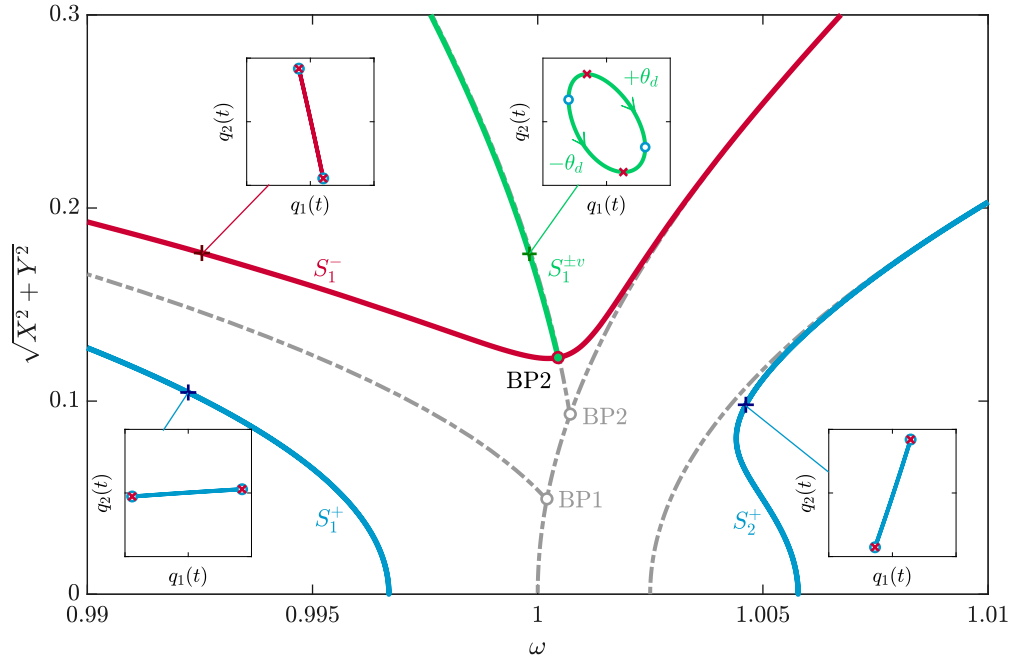 0.3
0.2
0.1
0
0.99
0.995
1
1.005
1.01
ω
√X² + Y²
q₂(t)
q₁(t)
q₂(t)
q₁(t)
+θ_d
−θ_d
S₁⁻
S₁^{±v}
BP2
BP2
BP1
S₁⁺
S₂⁺
q₂(t)
q₁(t)
q₂(t)
q₁(t)